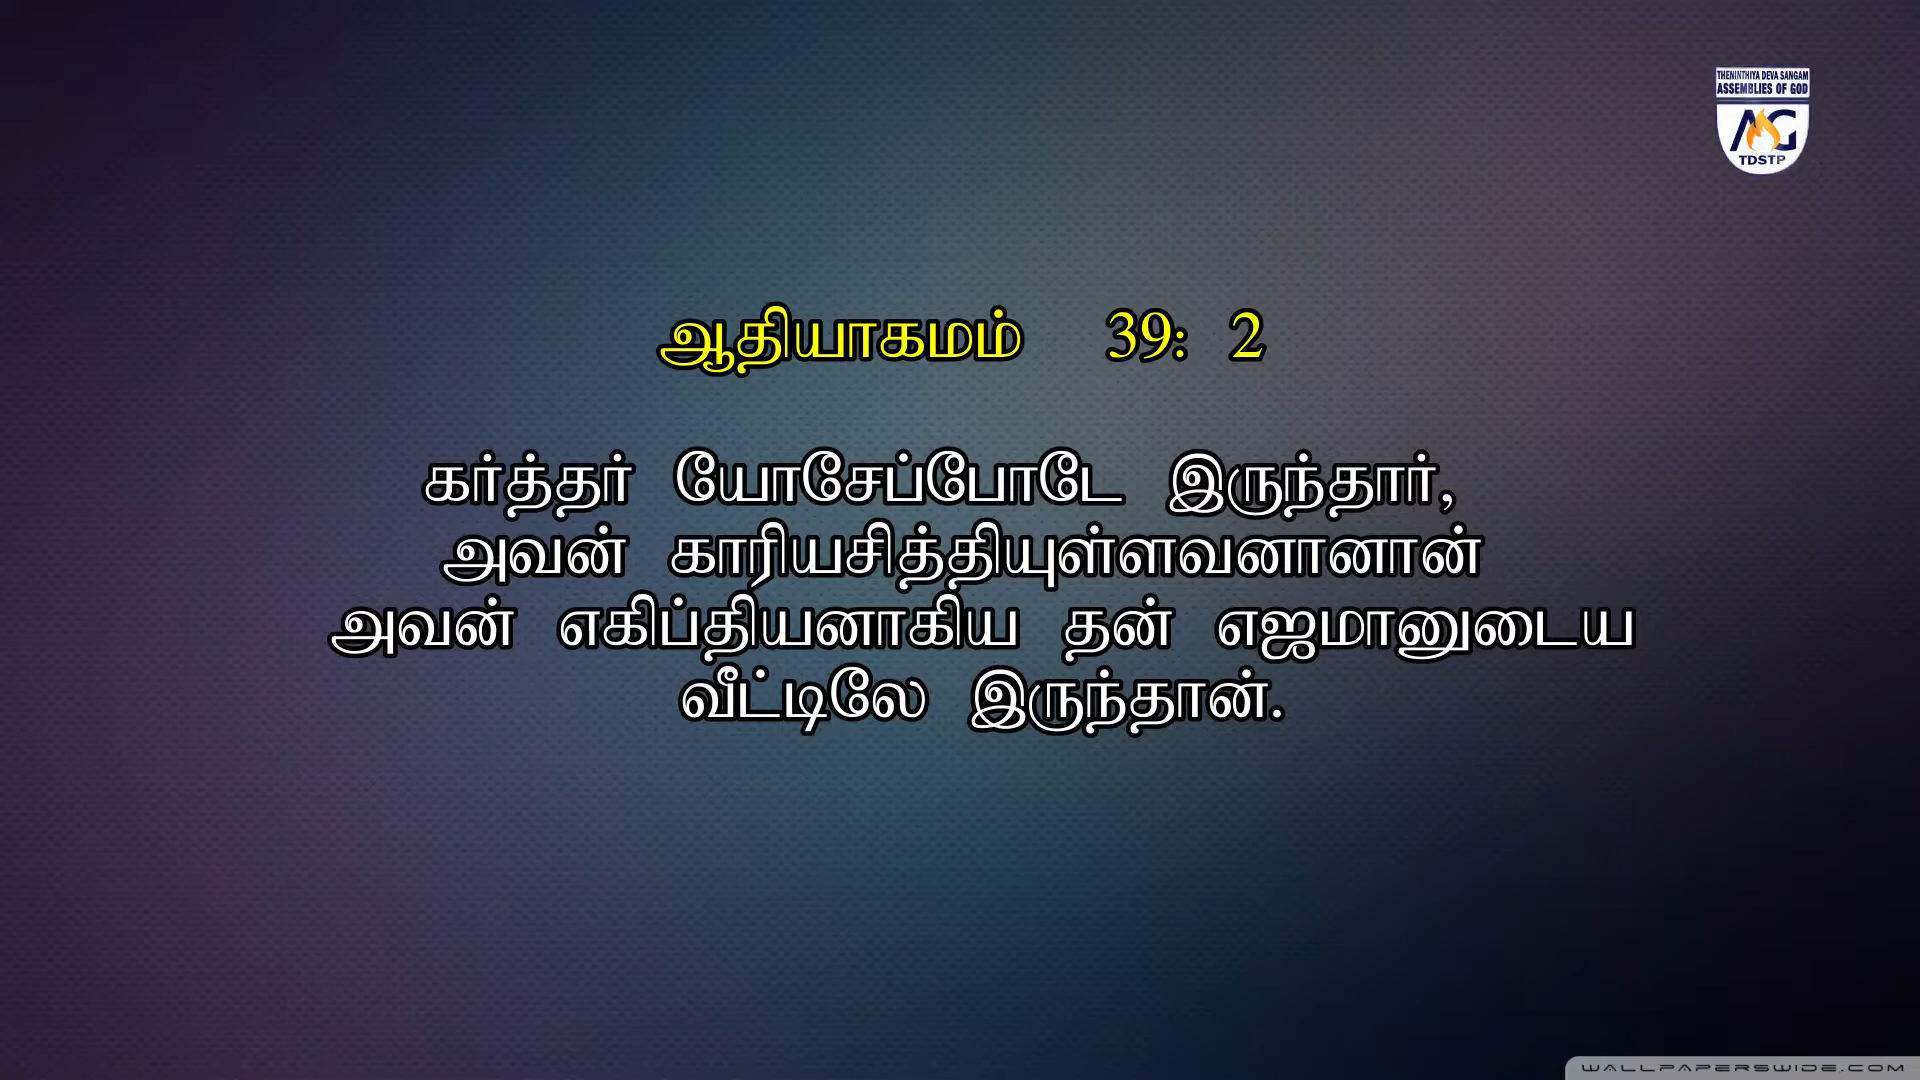 THENINTHIYA DEVA SANGAM
ASSEMBLIES OF GOD
AG
TDSTP
ஆதியாகமம் 39: 2
கர்த்தர் யோசேப்போடே இருந்தார்,
அவன் காரியசித்தியுள்ளவனானான்
அவன் எகிப்தியனாகிய தன் எஜமானுடைய
வீட்டிலே இருந்தான்.
WALLPAPERSWIDE.COM